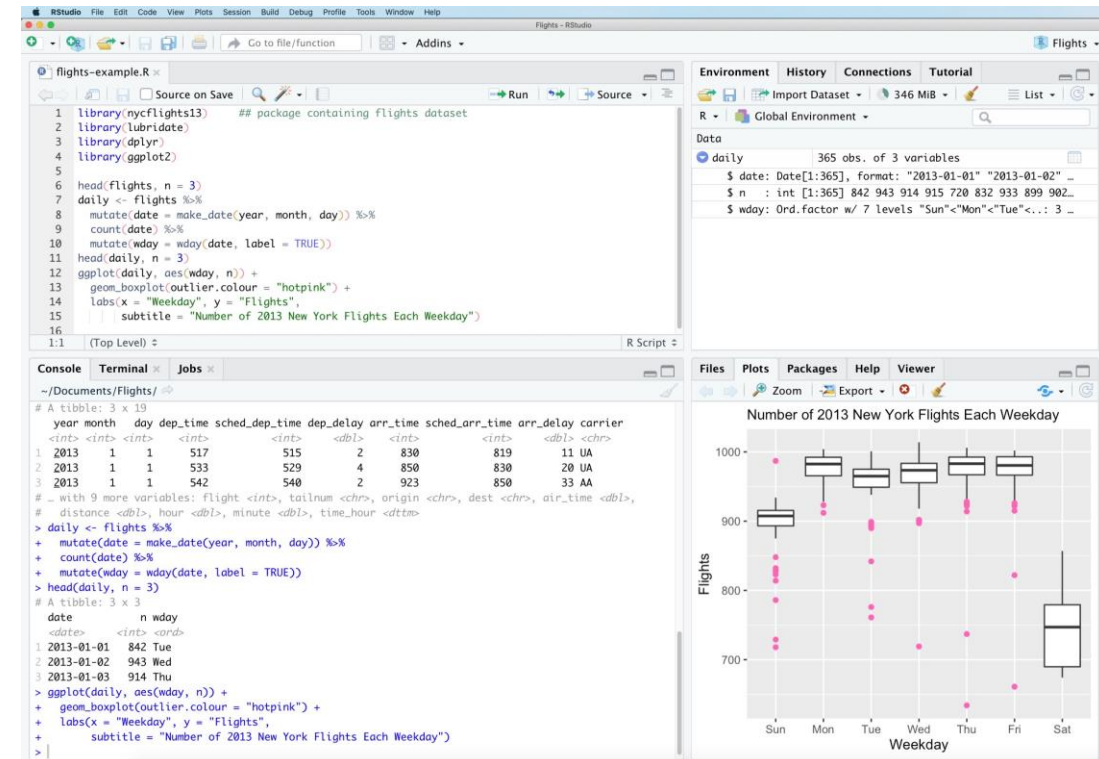 RStudio File Edit Code View Plots Session Build Debug Profile Tools Window Help
Flights - RStudio
Go to file/function Addins Flights
flights-example.R
Source on Save Run Source
1 library(nycflights13) ## package containing flights dataset
2 library(lubridate)
3 library(dplyr)
4 library(ggplot2)
5
6 head(flights, n = 3)
7 daily <- flights %>%
8 mutate(date = make_date(year, month, day)) %>%
9 count(date) %>%
10 mutate(wday = wday(date, label = TRUE))
11 head(daily, n = 3)
12 ggplot(daily, aes(wday, n)) +
13 geom_boxplot(outlier.colour = "hotpink") +
14 labs(x = "Weekday", y = "Flights",
15 subtitle = "Number of 2013 New York Flights Each Weekday")
16
1:1 (Top Level) R Script
Console Terminal Jobs
~/Documents/Flights/
# A tibble: 3 x 19
year month day dep_time sched_dep_time dep_delay arr_time sched_arr_time arr_delay carrier
<int> <int> <int> <int> <int> <dbl> <int> <int> <dbl> <chr>
1 2013 1 1 517 515 2 830 819 11 UA
2 2013 1 1 533 529 4 850 830 20 UA
3 2013 1 1 542 540 2 923 850 33 AA
# … with 9 more variables: flight <int>, tailnum <chr>, origin <chr>, dest <chr>, air_time <dbl>,
# distance <dbl>, hour <dbl>, minute <dbl>, time_hour <dttm>
> daily <- flights %>%
+ mutate(date = make_date(year, month, day)) %>%
+ count(date) %>%
+ mutate(wday = wday(date, label = TRUE))
> head(daily, n = 3)
# A tibble: 3 x 3
date n wday
<date> <int> <ord>
1 2013-01-01 842 Tue
2 2013-01-02 943 Wed
3 2013-01-03 914 Thu
> ggplot(daily, aes(wday, n)) +
+ geom_boxplot(outlier.colour = "hotpink") +
+ labs(x = "Weekday", y = "Flights",
+ subtitle = "Number of 2013 New York Flights Each Weekday")
>
Environment History Connections Tutorial
Import Dataset 346 MiB List
R Global Environment
Data
daily 365 obs. of 3 variables
$ date: Date[1:365], format: "2013-01-01" "2013-01-02" …
$ n : int [1:365] 842 943 914 915 720 832 933 899 902…
$ wday: Ord.factor w/ 7 levels "Sun"<"Mon"<"Tue"<..: 3 …
Files Plots Packages Help Viewer
Zoom Export
Number of 2013 New York Flights Each Weekday
1000
900
800
700
Flights
Sun Mon Tue Wed Thu Fri Sat
Weekday